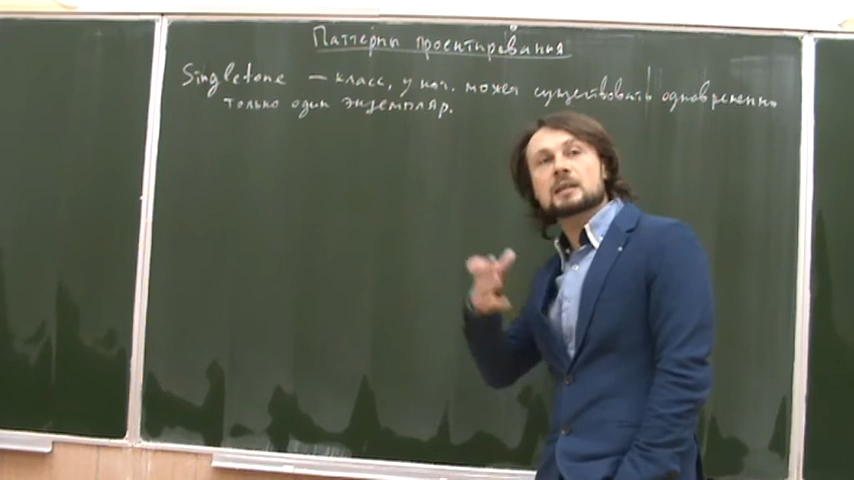 Паттерны проектирования
Singletone — класс, у кот. может существовать одновременно
только один экземпляр.